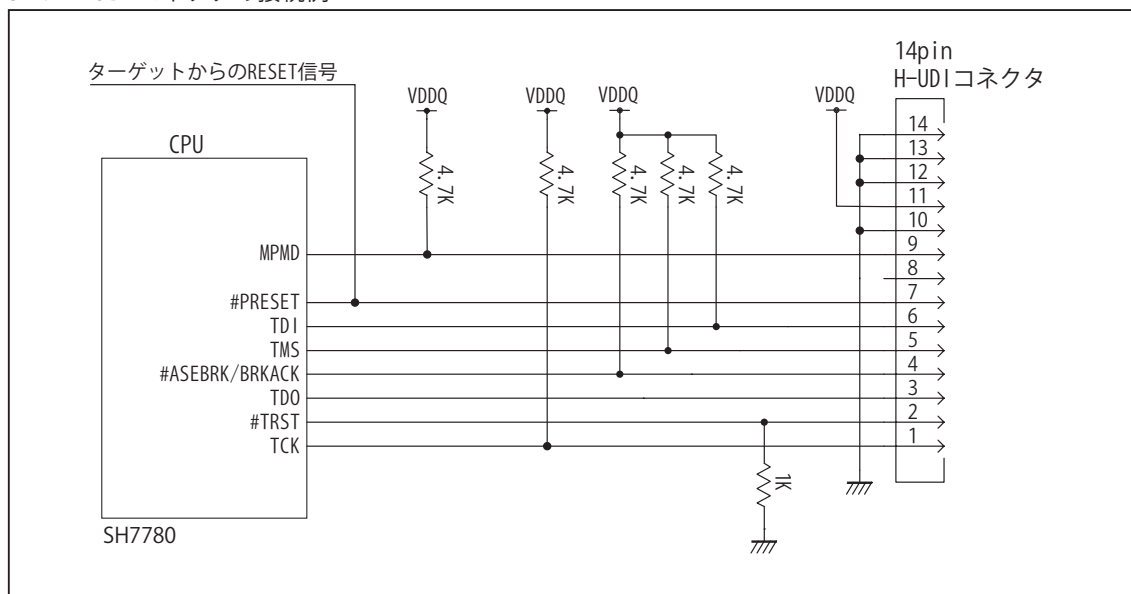 ターゲットからのRESET信号
14pin
H-UDIコネクタ
VDDQ
VDDQ
VDDQ
VDDQ
CPU
4.7K
4.7K
4.7K
4.7K
4.7K
14
13
12
11
10
MPMD
9
8
#PRESET
7
TDI
6
TMS
5
#ASEBRK/BRKACK
4
TDO
3
#TRST
2
TCK
1
1K
SH7780